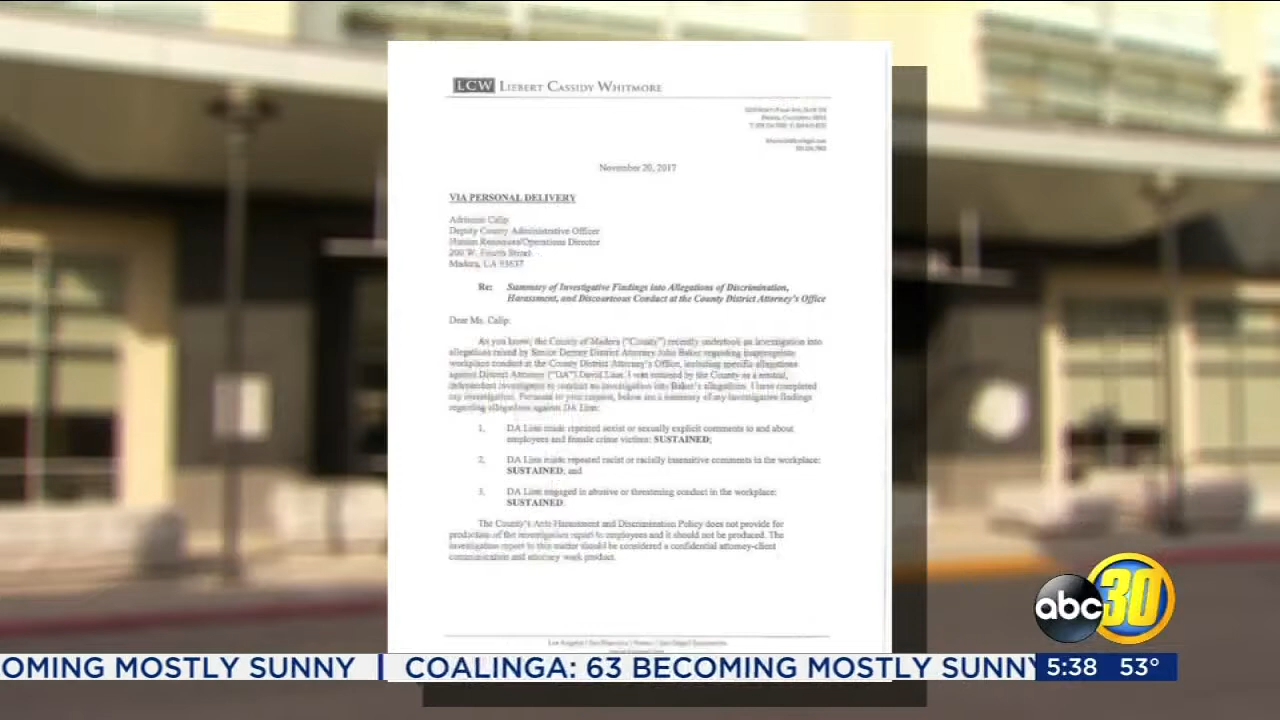 LCW LIEBERT CASSIDY WHITMORE
November 20, 2017
VIA PERSONAL DELIVERY
Adrienne Calip
Deputy County Administrative Officer
Human Resources/Operations Director
200 W. Fourth Street
Madera, CA 93637
Re: Summary of Investigative Findings into Allegations of Discrimination,
Harassment, and Discourteous Conduct at the County District Attorney's Office
Dear Ms. Calip:
As you know, the County of Madera ("County") recently undertook an investigation into
allegations raised by Senior Deputy District Attorney John Baker regarding inappropriate
workplace conduct at the County District Attorney's Office, including specific allegations
against District Attorney ("DA") David Linn. I was retained by the County as a neutral,
independent investigator to conduct an investigation into Baker's allegations. I have completed
my investigation. Pursuant to your request, below are a summary of my investigative findings
regarding allegations against DA Linn:
1. DA Linn made repeated sexist or sexually explicit comments to and about
employees and female crime victims: SUSTAINED;
2. DA Linn made repeated racist or racially insensitive comments in the workplace:
SUSTAINED; and
3. DA Linn engaged in abusive or threatening conduct in the workplace:
SUSTAINED.
The County's Anti-Harassment and Discrimination Policy does not provide for
production of the investigation report to employees and it should not be produced. The
investigation report in this matter should be considered a confidential attorney-client
communication and attorney work product.
abc 30
OMING MOSTLY SUNNY | COALINGA: 63 BECOMING MOSTLY SUNNY 5:38 53°